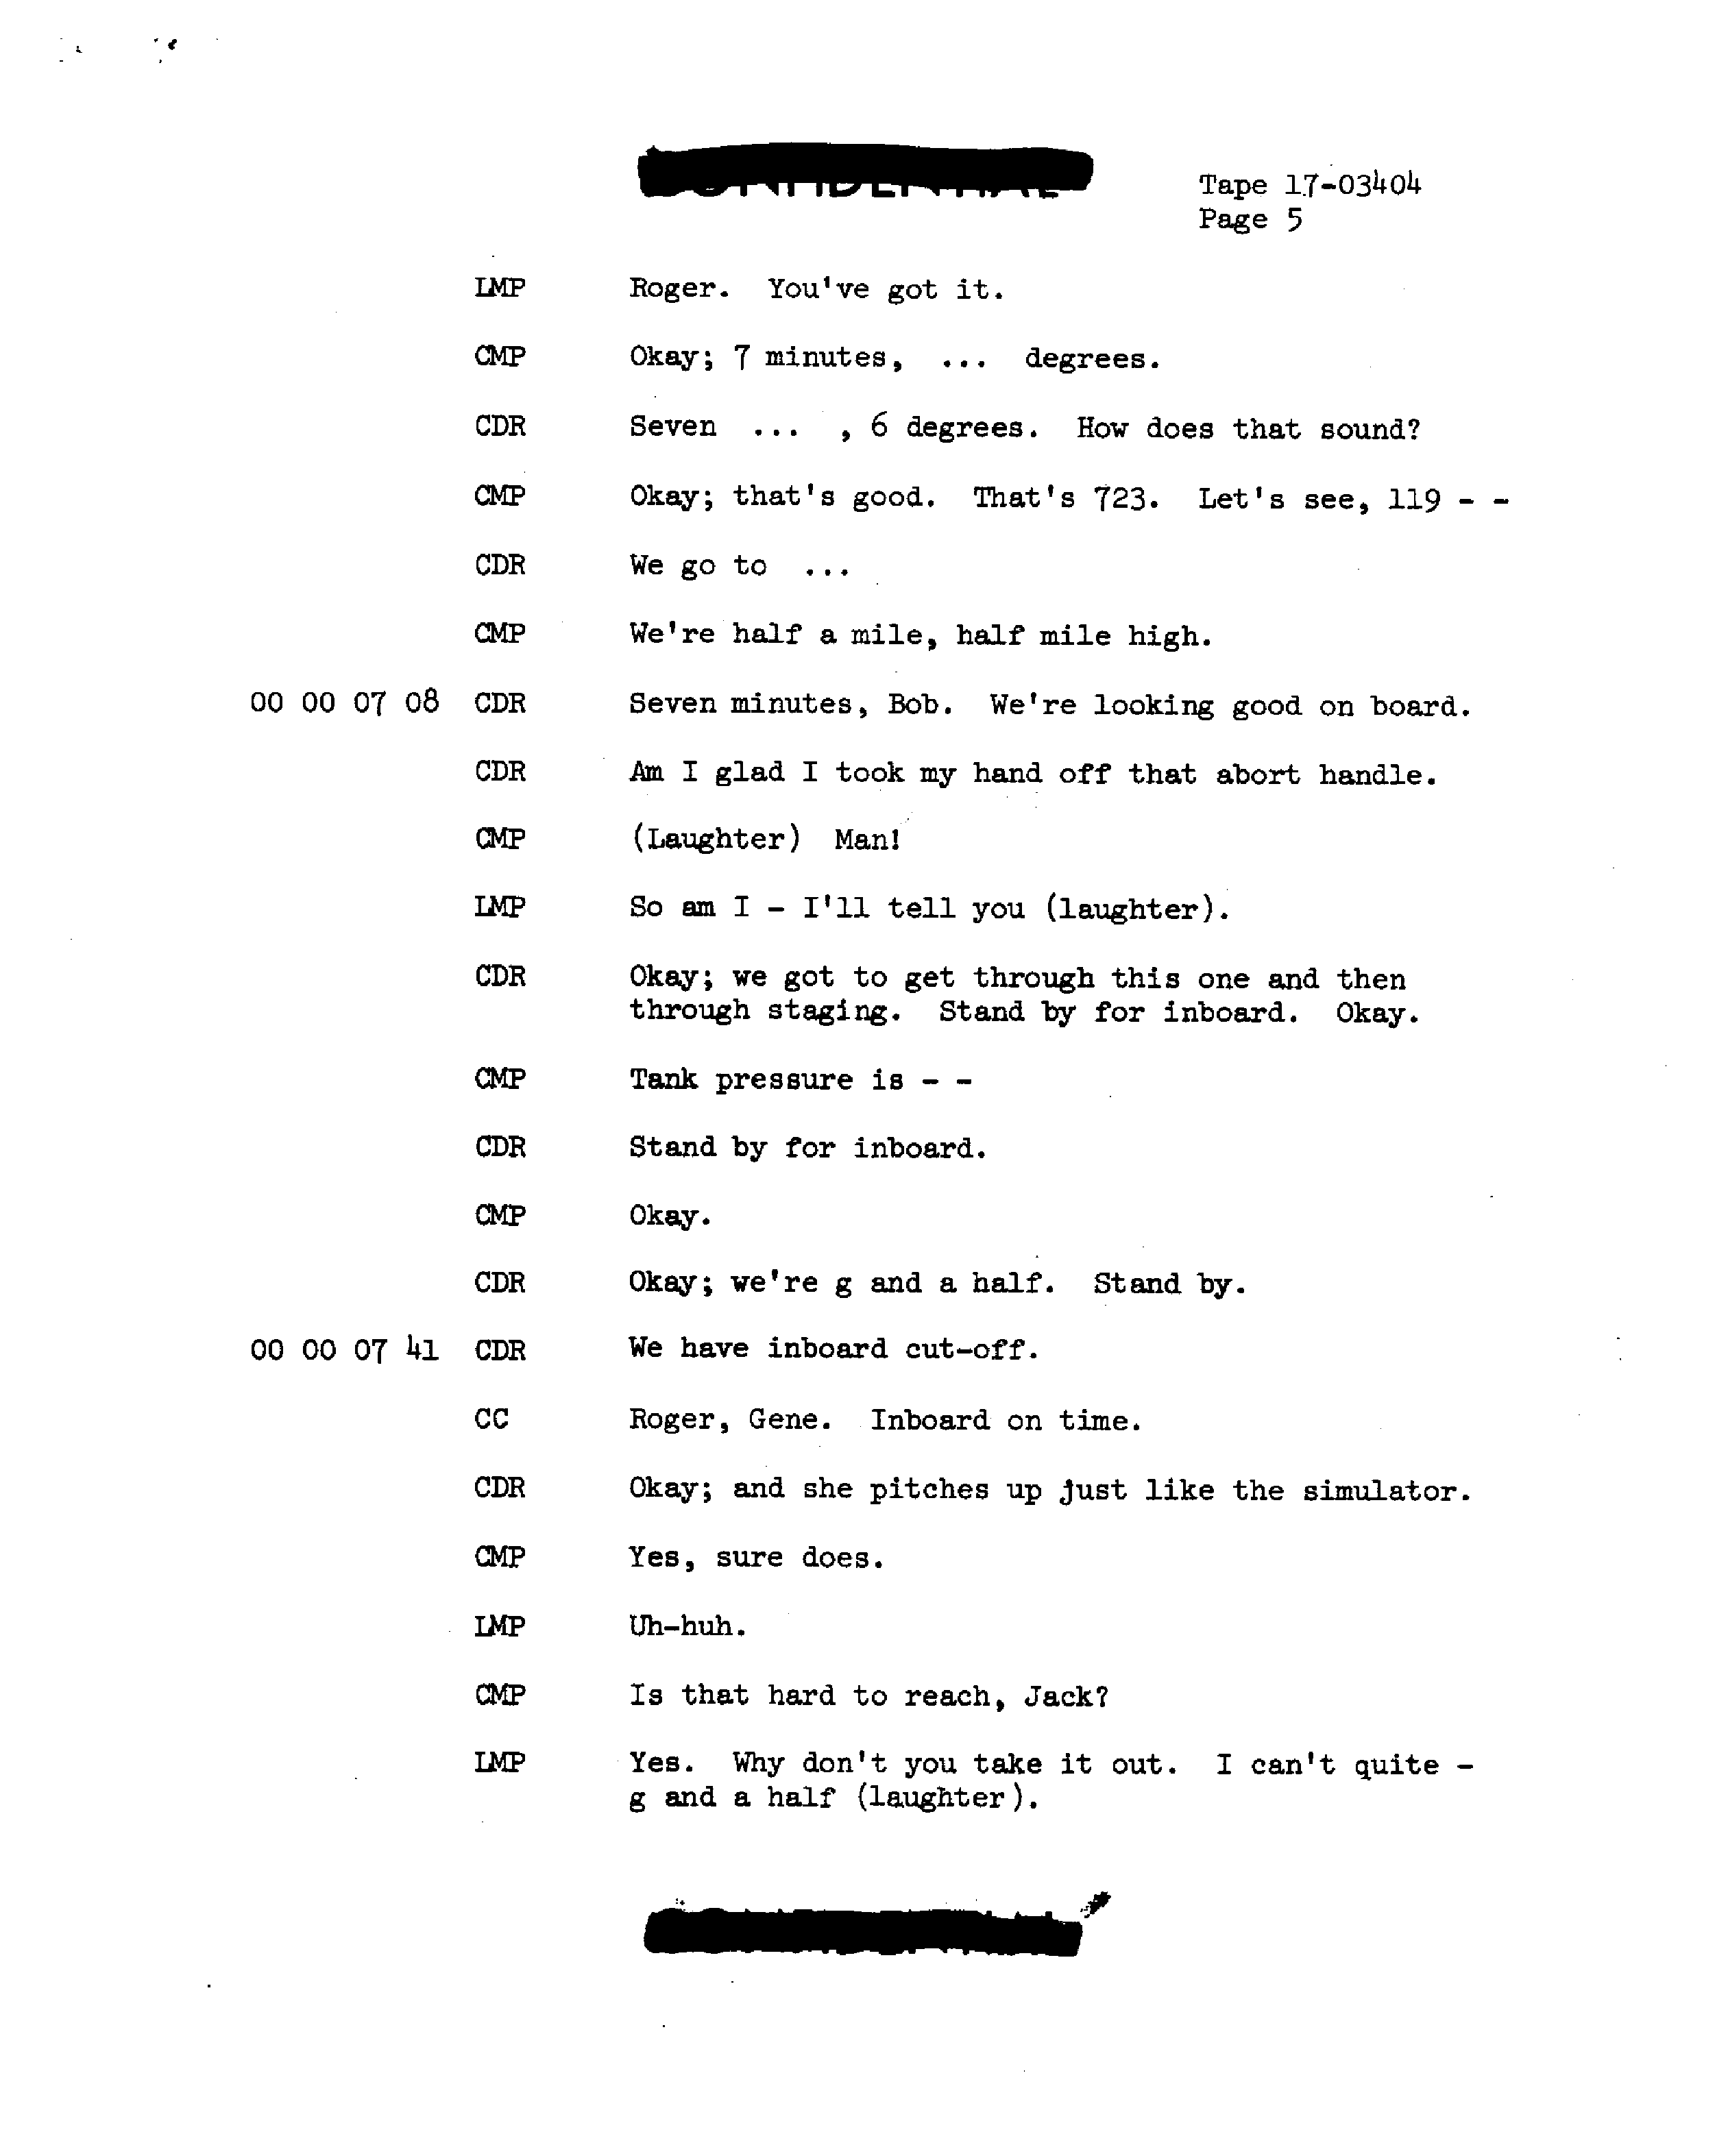 CONFIDENTIAL
Tape 17-03404
Page 5
LMP Roger. You've got it.
CMP Okay; 7 minutes, ... degrees.
CDR Seven ... , 6 degrees. How does that sound?
CMP Okay; that's good. That's 723. Let's see, 119 - -
CDR We go to ...
CMP We're half a mile, half mile high.
00 00 07 08 CDR Seven minutes, Bob. We're looking good on board.
CDR Am I glad I took my hand off that abort handle.
CMP (Laughter) Man!
LMP So am I - I'll tell you (laughter).
CDR Okay; we got to get through this one and then
through staging. Stand by for inboard. Okay.
CMP Tank pressure is - -
CDR Stand by for inboard.
CMP Okay.
CDR Okay; we're g and a half. Stand by.
00 00 07 41 CDR We have inboard cut-off.
CC Roger, Gene. Inboard on time.
CDR Okay; and she pitches up just like the simulator.
CMP Yes, sure does.
LMP Uh-huh.
CMP Is that hard to reach, Jack?
LMP Yes. Why don't you take it out. I can't quite -
g and a half (laughter).